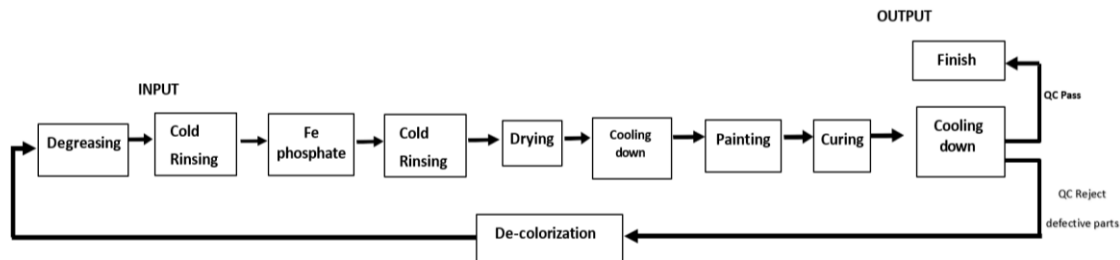 OUTPUT
Finish
INPUT
QC Pass
Degreasing
Cold
Rinsing
Fe
phosphate
Cold
Rinsing
Drying
Cooling
down
Painting
Curing
Cooling
down
QC Reject
defective parts
De-colorization